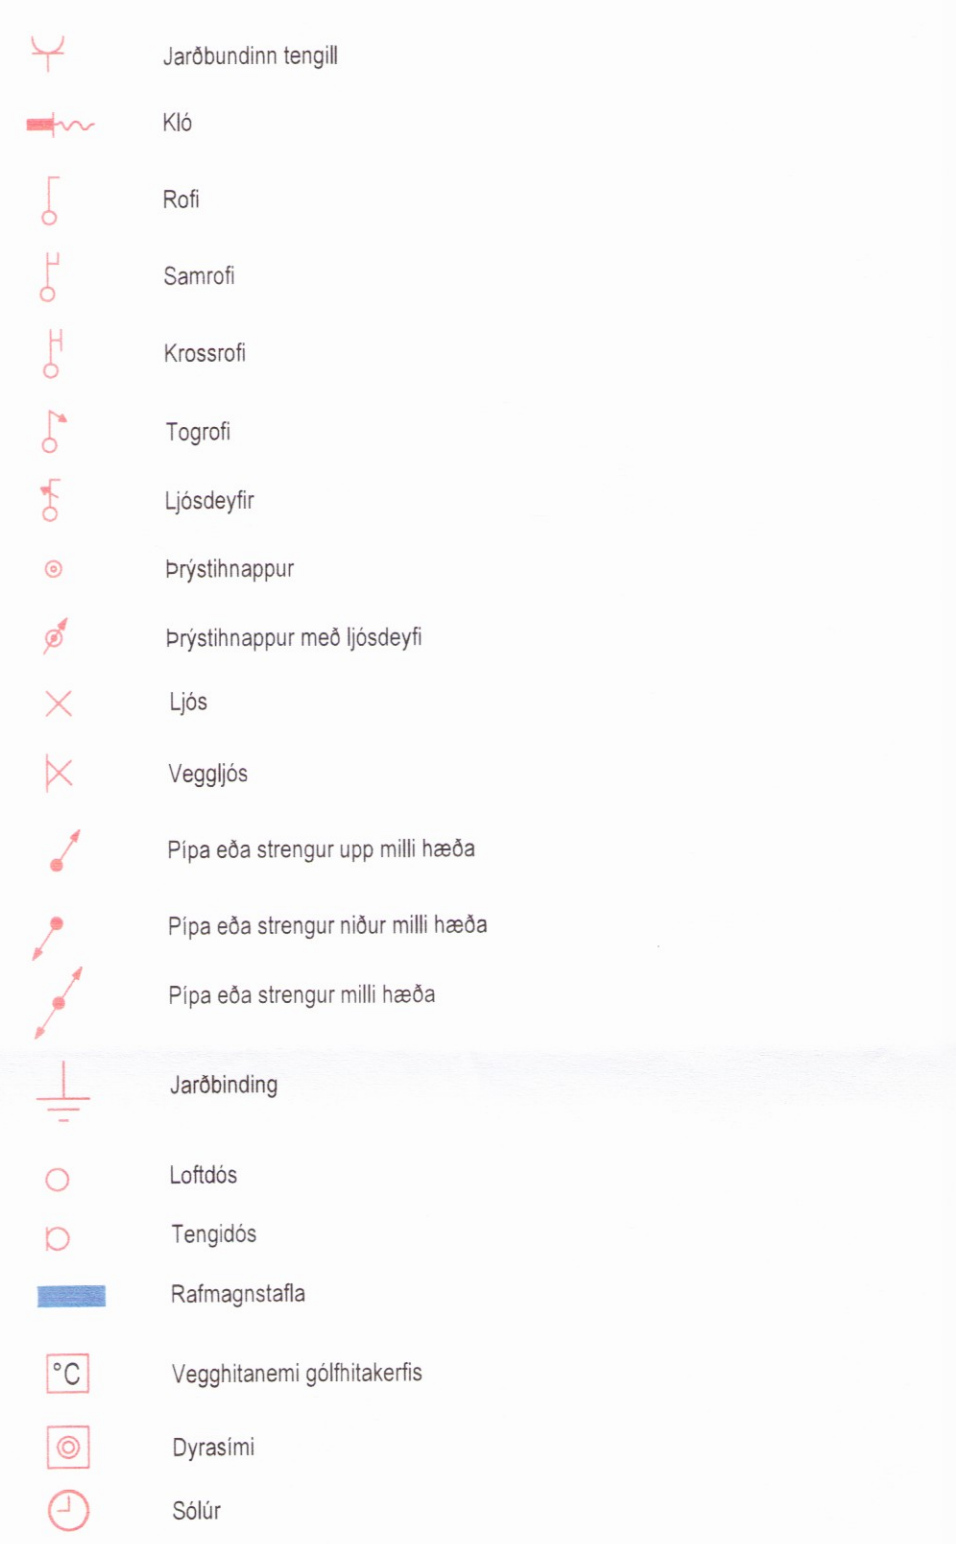 Jarðbundinn tengill
Kló
Rofi
Samrofi
Krossrofi
Togrofi
Ljósdeyfir
Þrýstihnappur
Þrýstihnappur með ljósdeyfi
Ljós
Veggljós
Pípa eða strengur upp milli hæða
Pípa eða strengur niður milli hæða
Pípa eða strengur milli hæða
Jarðbinding
Loftdós
Tengidós
Rafmagnstafla
°C Vegghitanemi gólfhitakerfis
Dyrasími
Sólúr